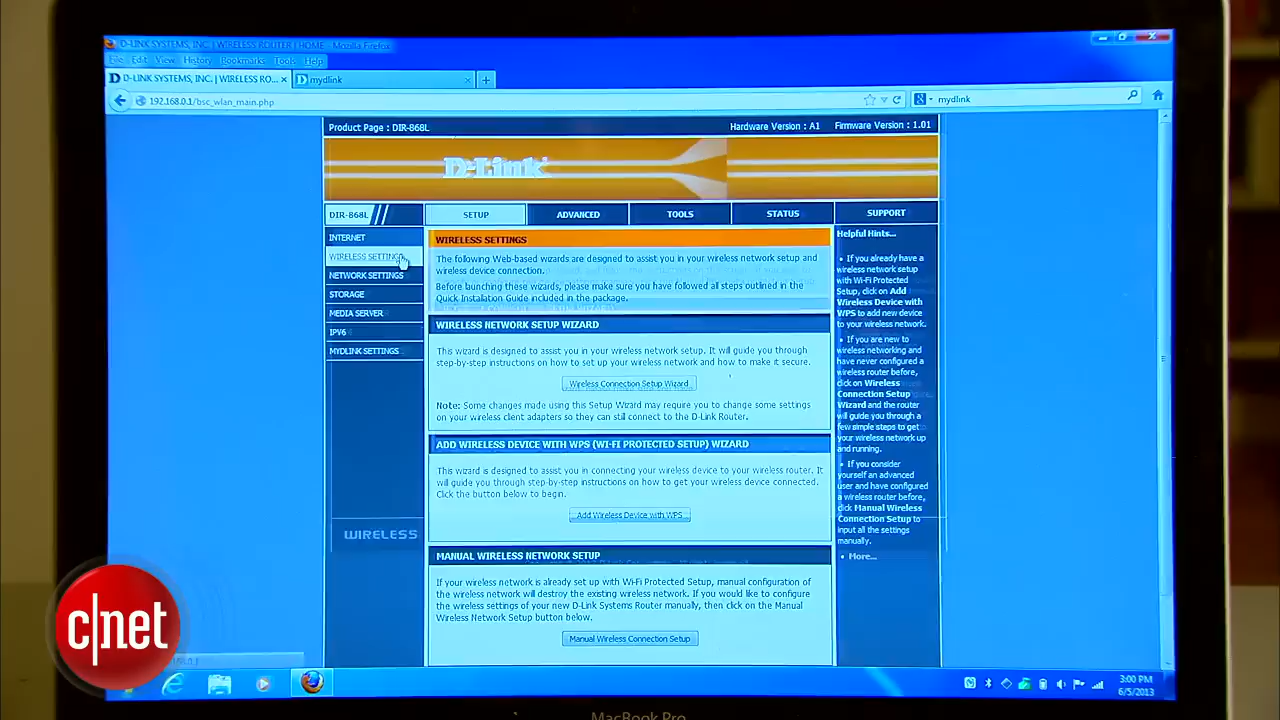 D-LINK SYSTEMS, INC. | WIRELESS ROUTER | HOME - Mozilla Firefox
File Edit View History Bookmarks Tools Help
D-LINK SYSTEMS, INC. | WIRELESS RO... × mydlink × +
192.168.0.1/bsc_wlan_main.php mydlink
Product Page : DIR-868L Hardware Version : A1 Firmware Version : 1.01
D-Link
DIR-868L SETUP ADVANCED TOOLS STATUS SUPPORT
INTERNET
WIRELESS SETTINGS
NETWORK SETTINGS
STORAGE
MEDIA SERVER
IPV6
MYDLINK SETTINGS
WIRELESS
WIRELESS SETTINGS
The following Web-based wizards are designed to assist you in your wireless network setup and
wireless device connection.
Before launching these wizards, please make sure you have followed all steps outlined in the
Quick Installation Guide included in the package.
WIRELESS NETWORK SETUP WIZARD
This wizard is designed to assist you in your wireless network setup. It will guide you through
step-by-step instructions on how to set up your wireless network and how to make it secure.
Wireless Connection Setup Wizard
Note: Some changes made using this Setup Wizard may require you to change some settings
on your wireless client adapters so they can still connect to the D-Link Router.
ADD WIRELESS DEVICE WITH WPS (WI-FI PROTECTED SETUP) WIZARD
This wizard is designed to assist you in connecting your wireless device to your wireless router. It
will guide you through step-by-step instructions on how to get your wireless device connected.
Click the button below to begin.
Add Wireless Device with WPS
MANUAL WIRELESS NETWORK SETUP
If your wireless network is already set up with Wi-Fi Protected Setup, manual configuration of
the wireless network will destroy the existing wireless network. If you would like to configure
the wireless settings of your new D-Link Systems Router manually, then click on the Manual
Wireless Network Setup button below.
Manual Wireless Connection Setup
Helpful Hints...
• If you already have a
wireless network setup
with Wi-Fi Protected
Setup, click on Add
Wireless Device with
WPS to add new device
to your wireless network.
• If you are new to
wireless networking and
have never configured a
wireless router before,
click on Wireless
Connection Setup
Wizard and the router
will guide you through a
few simple steps to get
your wireless network up
and running.
• If you consider
yourself an advanced
user and have configured
a wireless router before,
click Manual Wireless
Connection Setup to
input all the settings
manually.
• More...
c|net
3:00 PM
6/5/2013
MacBook Pro